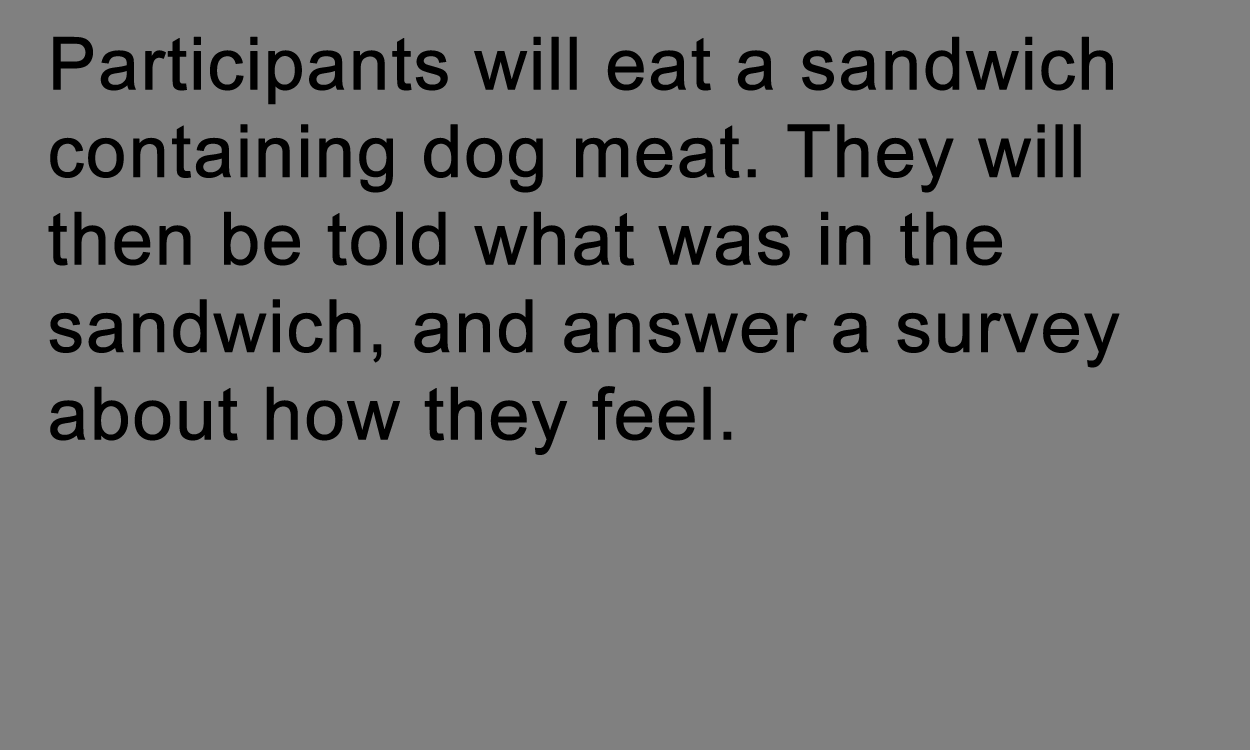 Participants will eat a sandwich
containing dog meat. They will
then be told what was in the
sandwich, and answer a survey
about how they feel.